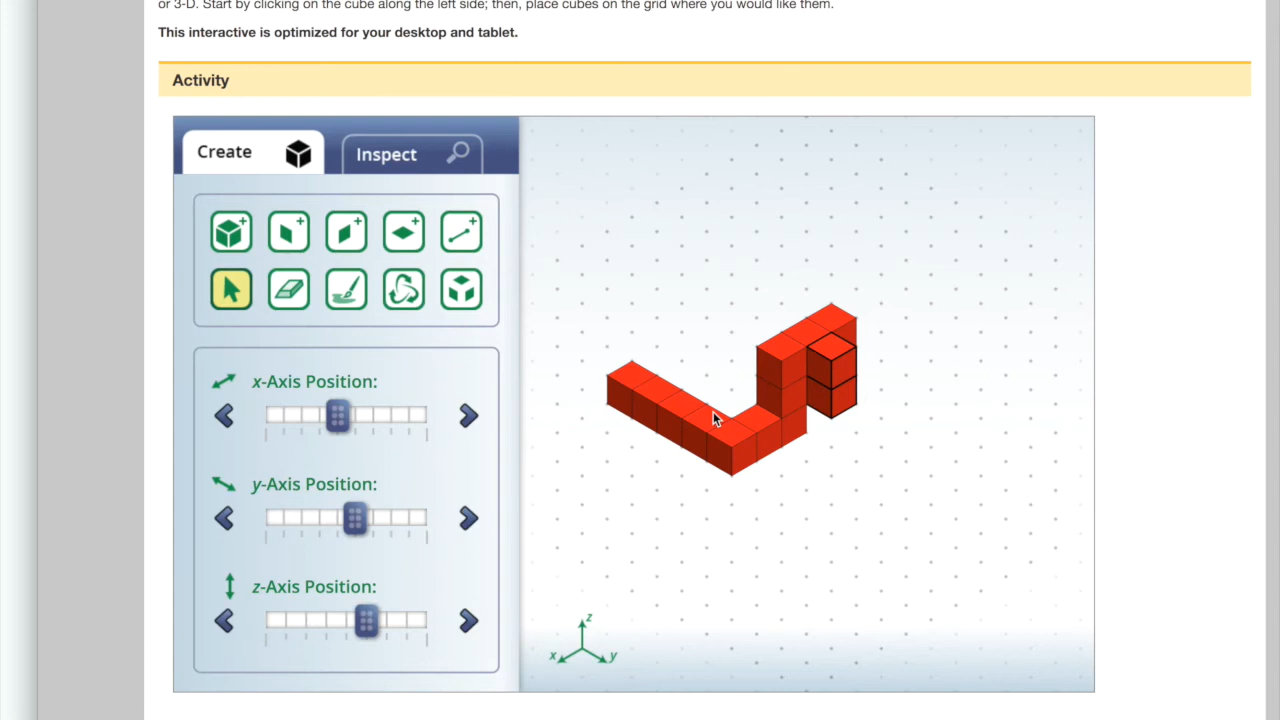 or 3-D. Start by clicking on the cube along the left side; then, place cubes on the grid where you would like them.
This interactive is optimized for your desktop and tablet.
Activity
Create
Inspect
x-Axis Position:
y-Axis Position:
z-Axis Position:
z
x y